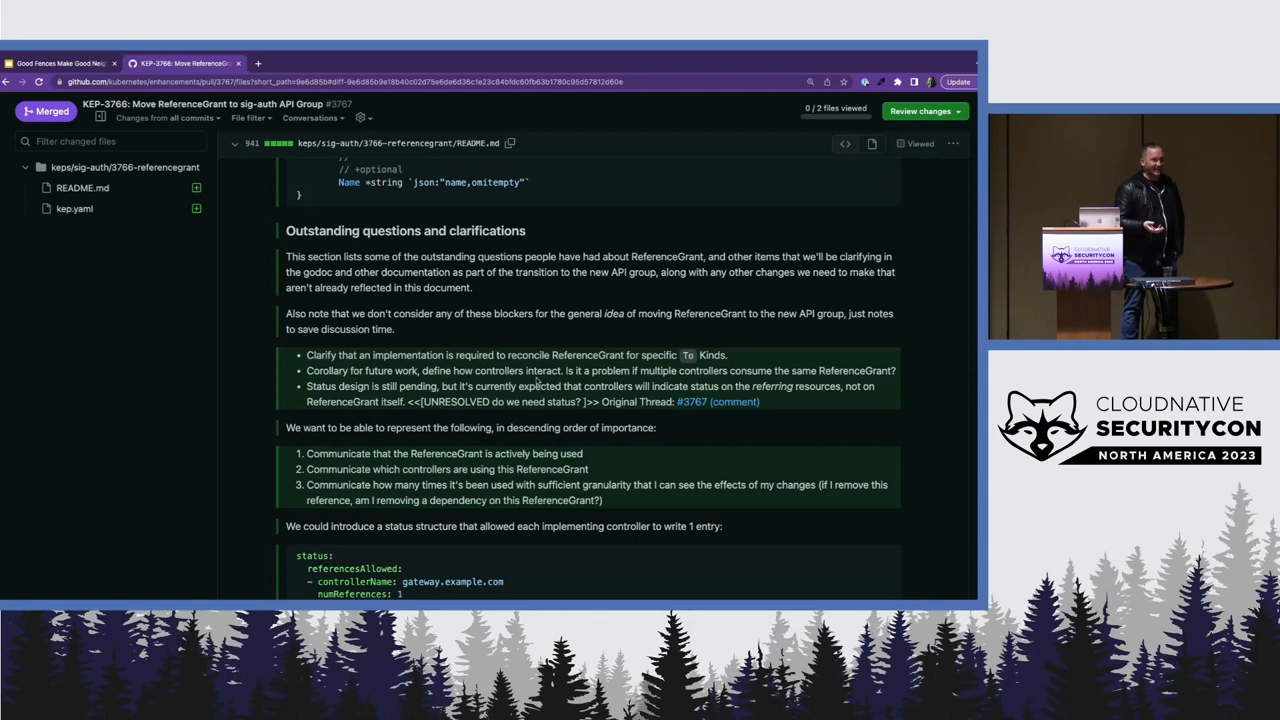 Good Fences Make Good Neig
KEP-3766: Move ReferenceGra
github.com/kubernetes/enhancements/pull/3767/files?short_path=9e6d85b#diff-9e6d85b9e18b40c02d75e6de6d36c1e23c84bfdc60fb63b1780c95d57812d60e
Update
Merged
KEP-3766: Move ReferenceGrant to sig-auth API Group #3767
Changes from all commits
File filter
Conversations
0 / 2 files viewed
Review changes
Filter changed files
941
keps/sig-auth/3766-referencegrant/README.md
Viewed
keps/sig-auth/3766-referencegrant
README.md
kep.yaml
//
// +optional
Name *string `json:"name,omitempty"`
}
Outstanding questions and clarifications
This section lists some of the outstanding questions people have had about ReferenceGrant, and other items that we'll be clarifying in
the godoc and other documentation as part of the transition to the new API group, along with any other changes we need to make that
aren't already reflected in this document.
Also note that we don't consider any of these blockers for the general idea of moving ReferenceGrant to the new API group, just notes
to save discussion time.
• Clarify that an implementation is required to reconcile ReferenceGrant for specific To Kinds.
• Corollary for future work, define how controllers interact. Is it a problem if multiple controllers consume the same ReferenceGrant?
• Status design is still pending, but it's currently expected that controllers will indicate status on the referring resources, not on
ReferenceGrant itself. <<[UNRESOLVED do we need status? ]>> Original Thread: #3767 (comment)
We want to be able to represent the following, in descending order of importance:
1. Communicate that the ReferenceGrant is actively being used
2. Communicate which controllers are using this ReferenceGrant
3. Communicate how many times it's been used with sufficient granularity that I can see the effects of my changes (if I remove this
reference, am I removing a dependency on this ReferenceGrant?)
We could introduce a status structure that allowed each implementing controller to write 1 entry:
status:
referencesAllowed:
- controllerName: gateway.example.com
numReferences: 1
CLOUDNATIVE
SECURITYCON
CLOUDNATIVE
SECURITYCON
NORTH AMERICA 2023